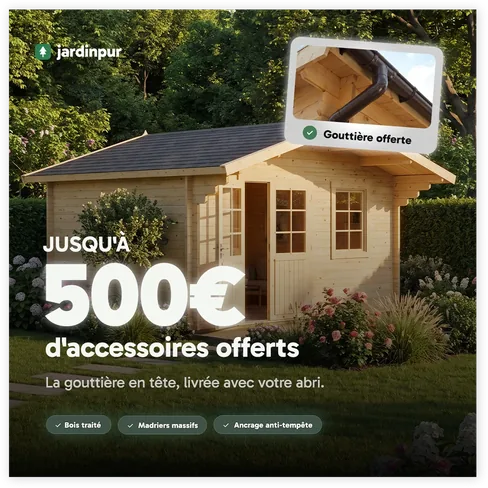 jardinpur
Gouttière offerte
JUSQU'À
500€
d'accessoires offerts
La gouttière en tête, livrée avec votre abri.
✓ Bois traité
✓ Madriers massifs
✓ Ancrage anti-tempête